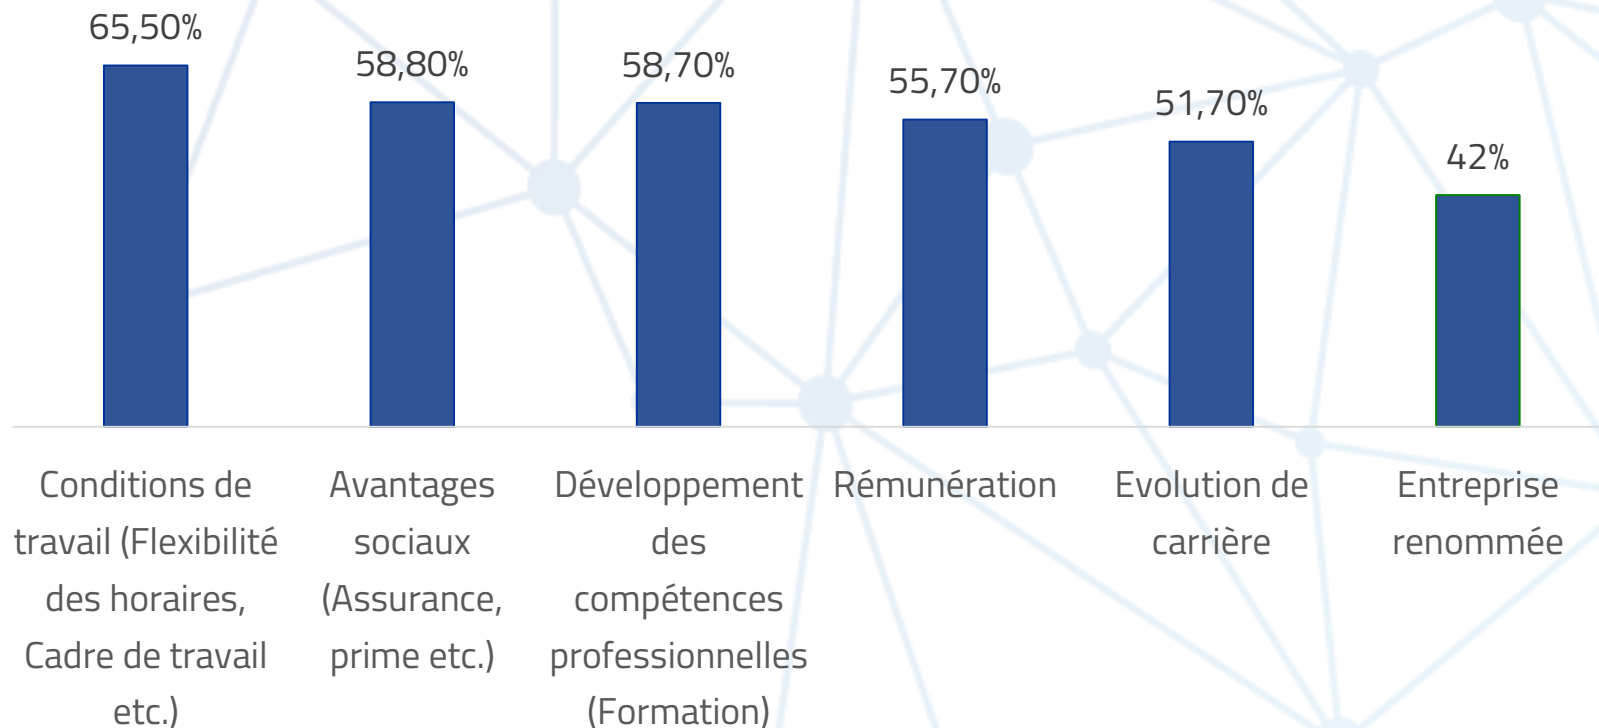 65,50%
58,80%
58,70%
55,70%
51,70%
42%
Conditions de
travail (Flexibilité
des horaires,
Cadre de travail
etc.)
Avantages
sociaux
(Assurance,
prime etc.)
Développement
des
compétences
professionnelles
(Formation)
Rémunération
Evolution de
carrière
Entreprise
renommée